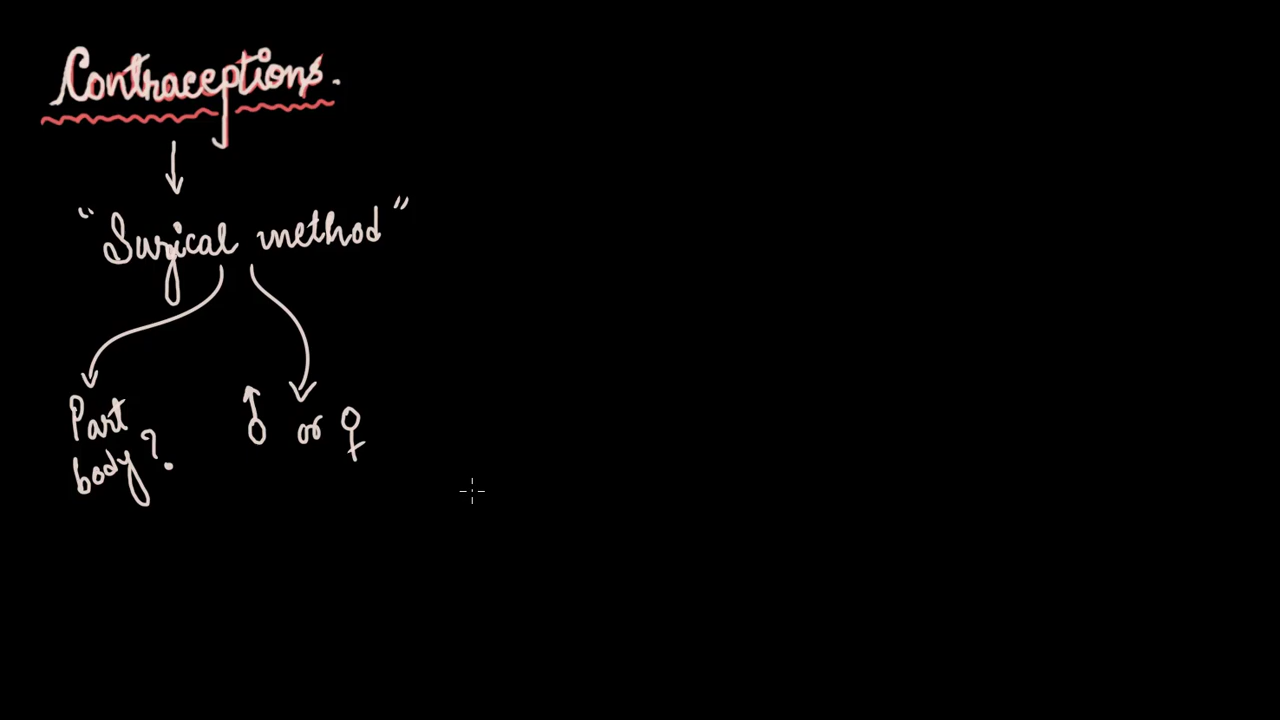 Contraceptions.
"Surgical method"
Part
body?.
♂ or ♀